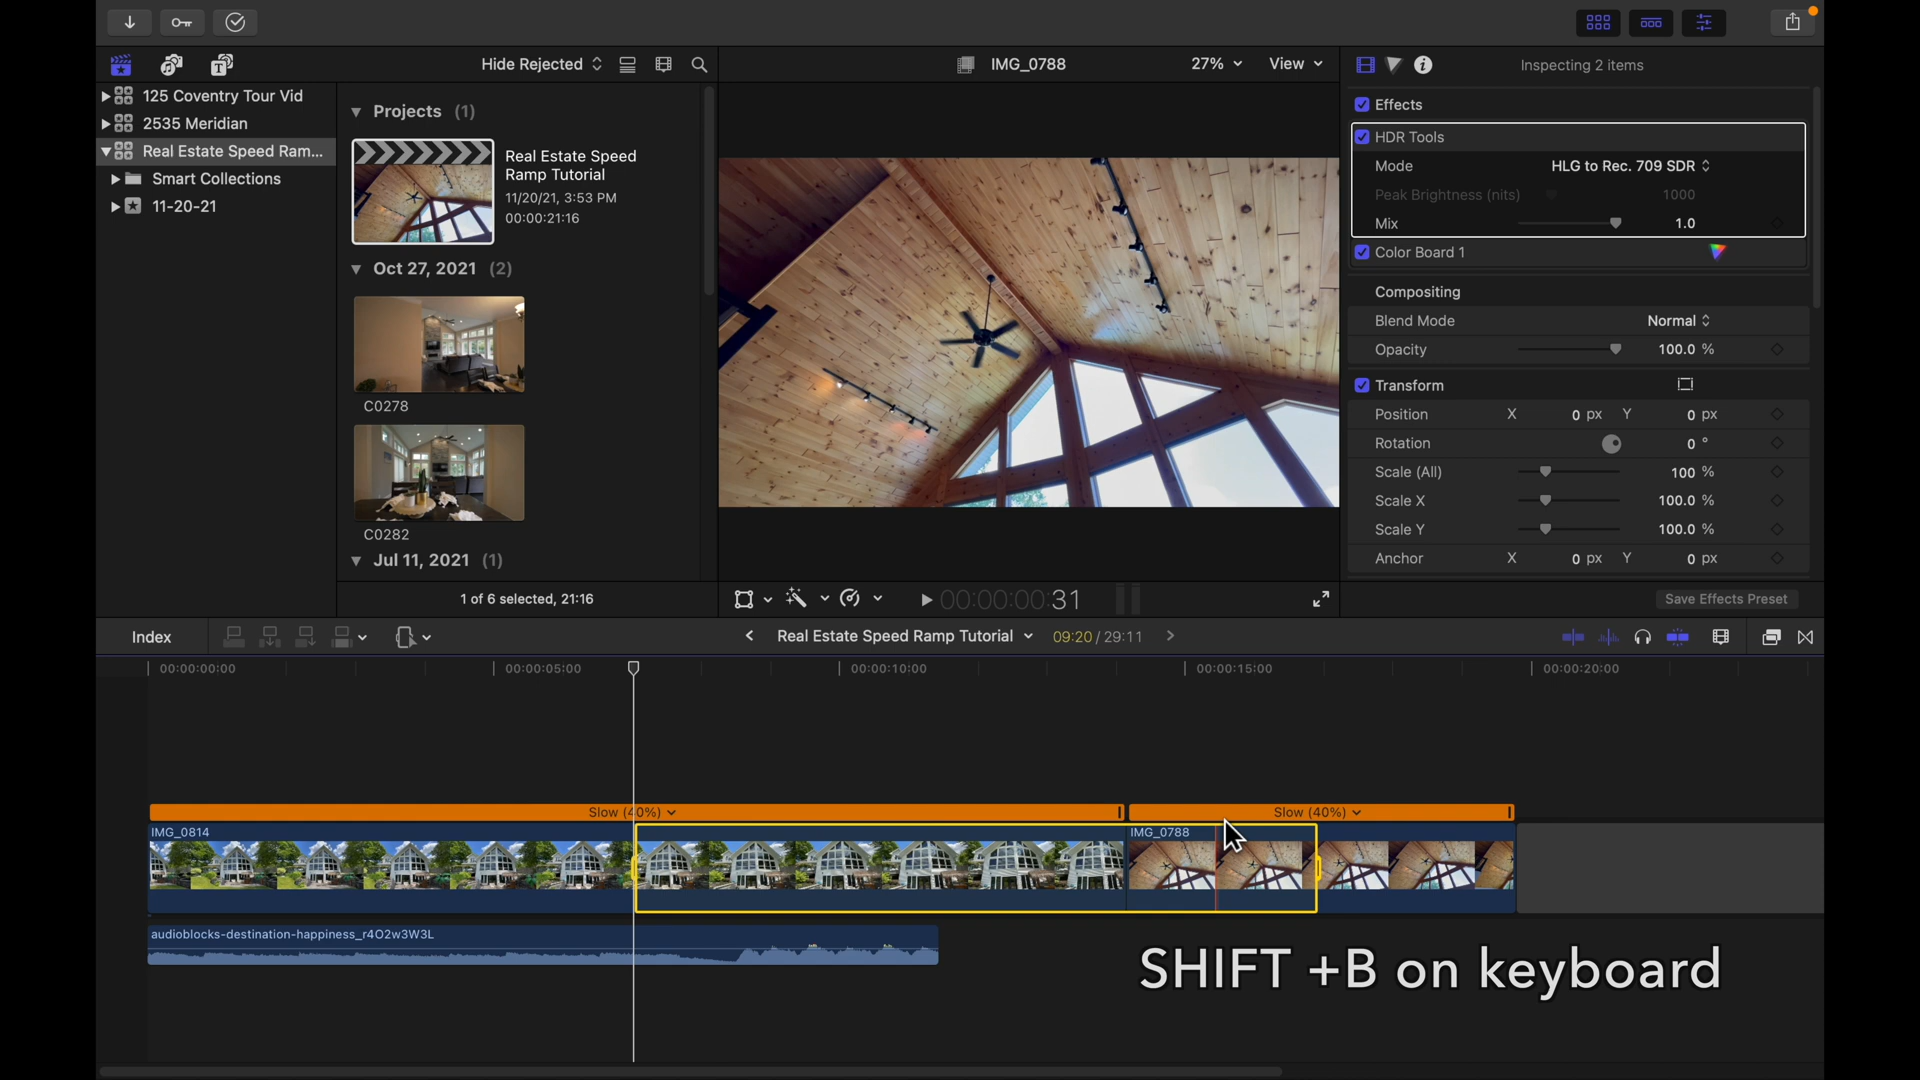 Hide Rejected
IMG_0788
27%
View
Inspecting 2 items
125 Coventry Tour Vid
2535 Meridian
Real Estate Speed Ram...
Smart Collections
11-20-21
Projects (1)
Real Estate Speed
Ramp Tutorial
11/20/21, 3:53 PM
00:00:21:16
Oct 27, 2021 (2)
C0278
C0282
Jul 11, 2021 (1)
1 of 6 selected, 21:16
00:00:00:31
Effects
HDR Tools
Mode HLG to Rec. 709 SDR
Peak Brightness (nits) 1000
Mix 1.0
Color Board 1
Compositing
Blend Mode Normal
Opacity 100.0 %
Transform
Position X 0 px Y 0 px
Rotation 0 °
Scale (All) 100 %
Scale X 100.0 %
Scale Y 100.0 %
Anchor X 0 px Y 0 px
Save Effects Preset
Index
Real Estate Speed Ramp Tutorial
09:20 / 29:11
00:00:00:00
00:00:05:00
00:00:10:00
00:00:15:00
00:00:20:00
Slow (40%)
Slow (40%)
IMG_0814
IMG_0788
audioblocks-destination-happiness_r4O2w3W3L
SHIFT +B on keyboard